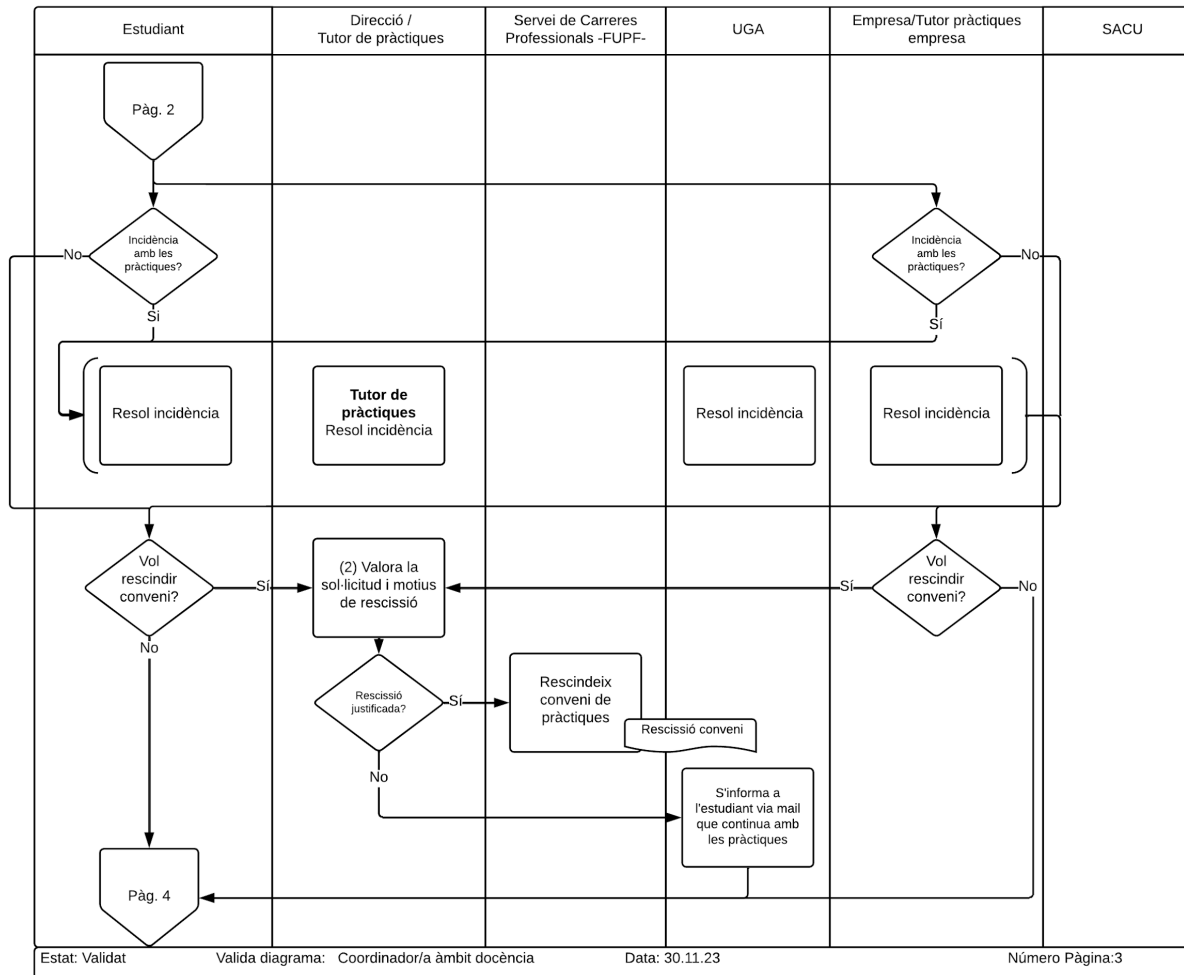 Estudiant
Direcció /
Tutor de pràctiques
Servei de Carreres
Professionals -FUPF-
UGA
Empresa/Tutor pràctiques
empresa
SACU
Pàg. 2
Incidència
amb les
pràctiques?
No
Si
Incidència
amb les
pràctiques?
No
Sí
Resol incidència
Tutor de
pràctiques
Resol incidència
Resol incidència
Resol incidència
Vol
rescindir
conveni?
Sí
No
(2) Valora la
sol·licitud i motius
de rescissió
Sí
Vol
rescindir
conveni?
No
Rescissió
justificada?
Sí
No
Rescindeix
conveni de
pràctiques
Rescissió conveni
S'informa a
l'estudiant via mail
que continua amb
les pràctiques
Pàg. 4
Estat: Validat
Valida diagrama: Coordinador/a àmbit docència
Data: 30.11.23
Número Pàgina:3